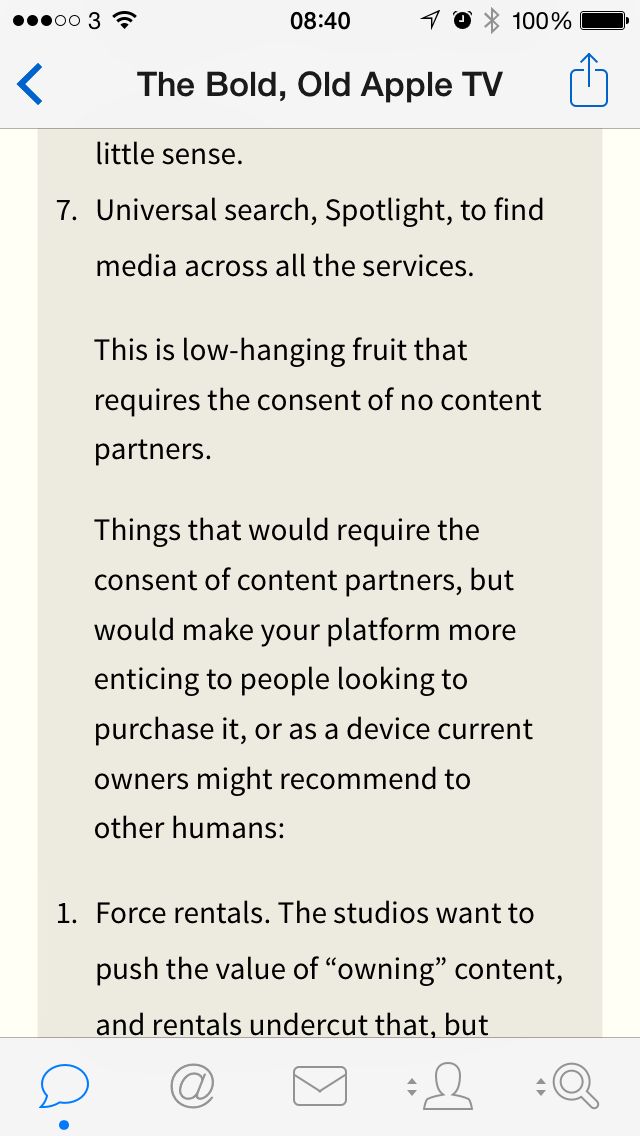 3 08:40 100%
The Bold, Old Apple TV
little sense.
7. Universal search, Spotlight, to find
media across all the services.
This is low-hanging fruit that
requires the consent of no content
partners.
Things that would require the
consent of content partners, but
would make your platform more
enticing to people looking to
purchase it, or as a device current
owners might recommend to
other humans:
1. Force rentals. The studios want to
push the value of “owning” content,
and rentals undercut that, but
@